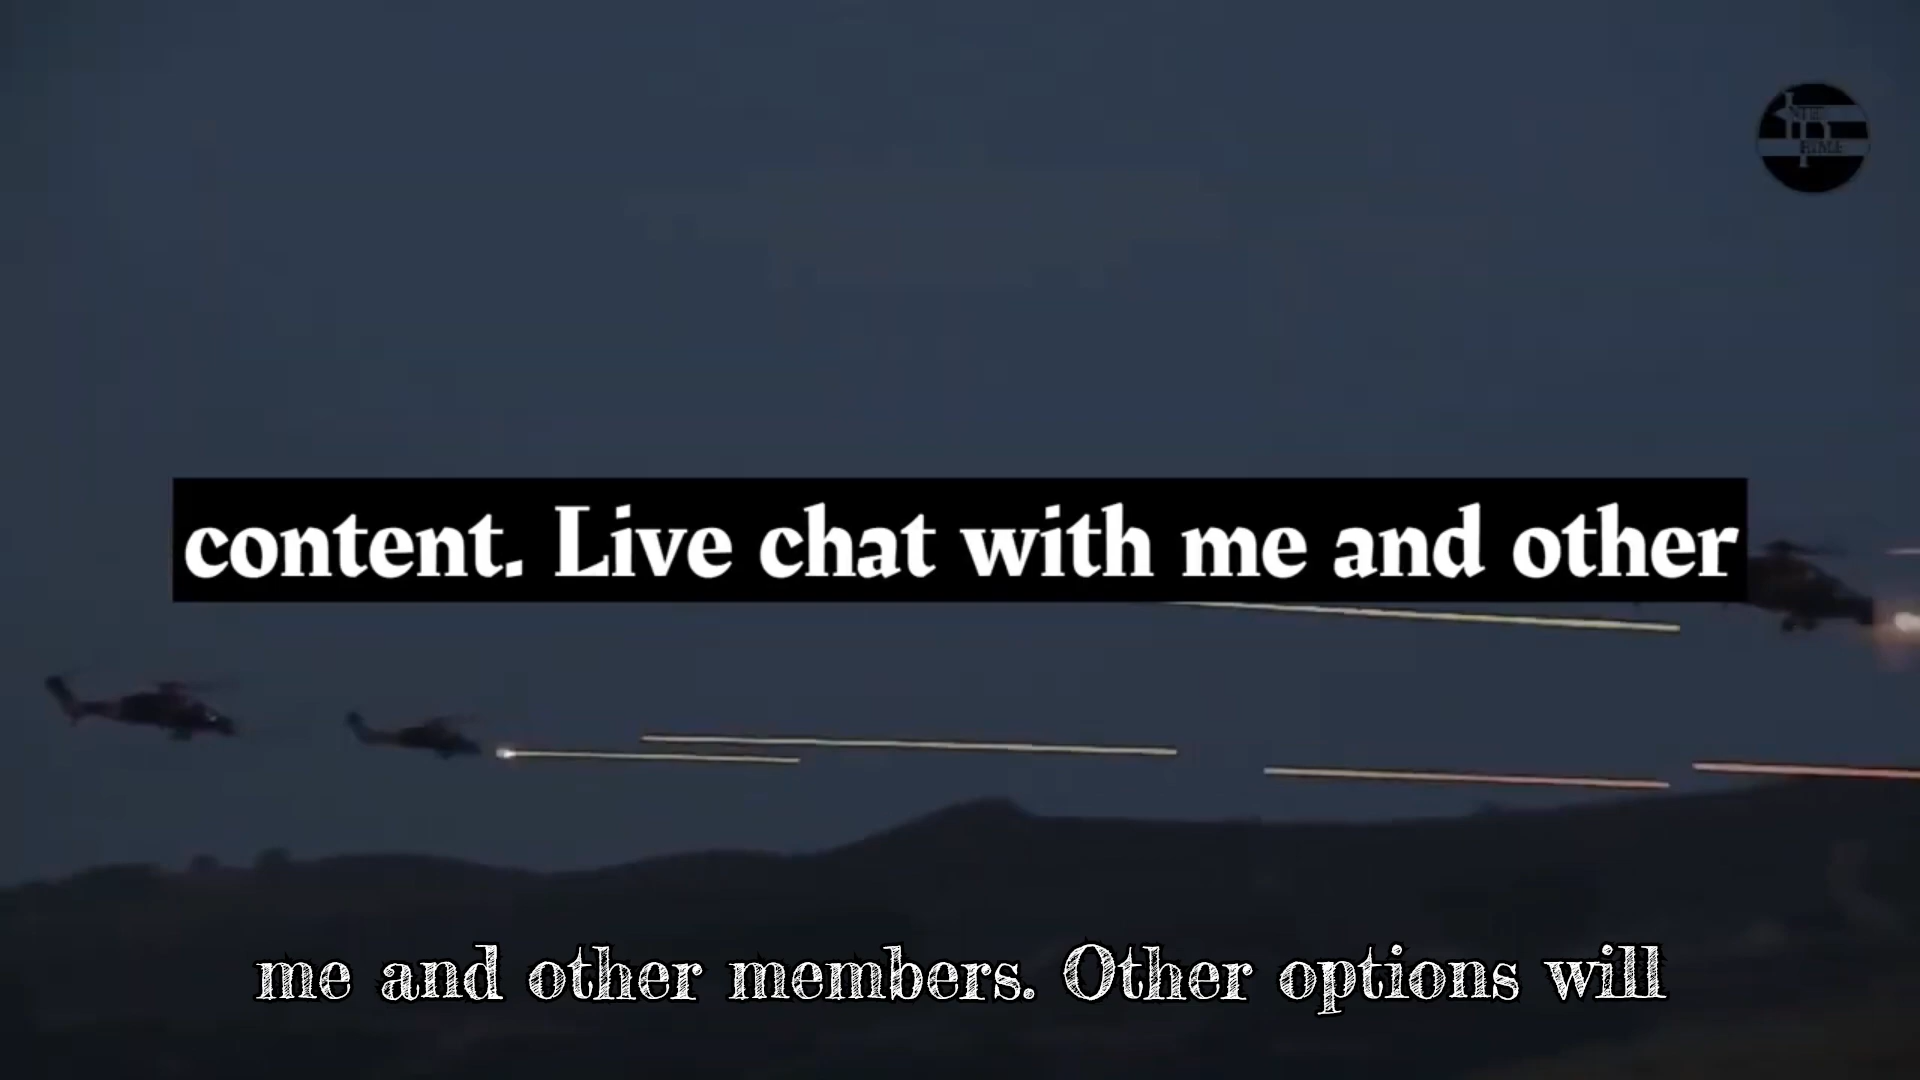 content. Live chat with me and other
me and other members. Other options will